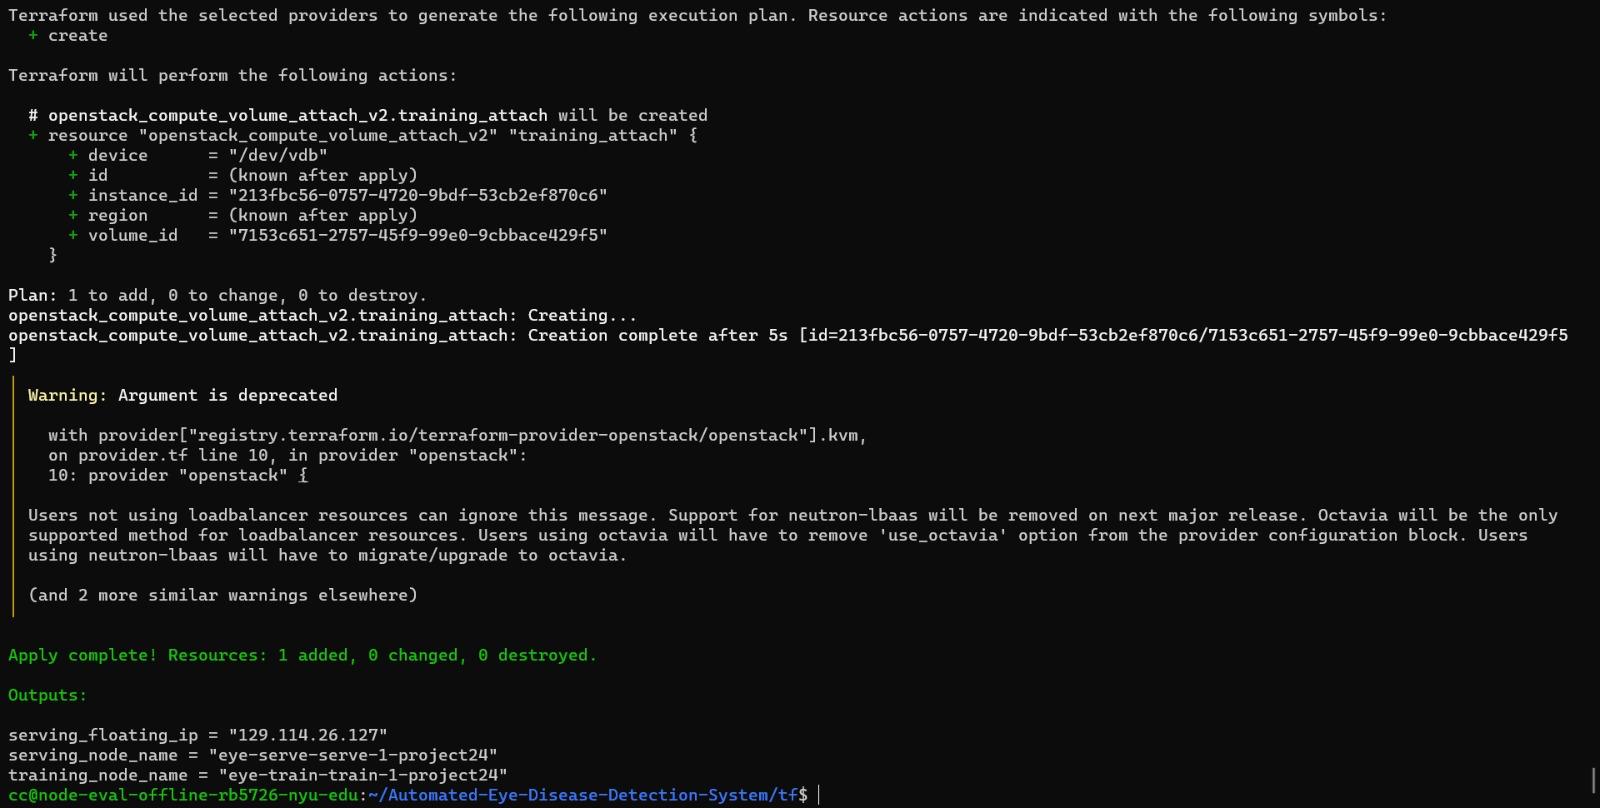 Terraform used the selected providers to generate the following execution plan. Resource actions are indicated with the following symbols:
  + create

Terraform will perform the following actions:

  # openstack_compute_volume_attach_v2.training_attach will be created
  + resource "openstack_compute_volume_attach_v2" "training_attach" {
      + device      = "/dev/vdb"
      + id          = (known after apply)
      + instance_id = "213fbc56-0757-4720-9bdf-53cb2ef870c6"
      + region      = (known after apply)
      + volume_id   = "7153c651-2757-45f9-99e0-9cbbace429f5"
    }

Plan: 1 to add, 0 to change, 0 to destroy.
openstack_compute_volume_attach_v2.training_attach: Creating...
openstack_compute_volume_attach_v2.training_attach: Creation complete after 5s [id=213fbc56-0757-4720-9bdf-53cb2ef870c6/7153c651-2757-45f9-99e0-9cbbace429f5
]

  Warning: Argument is deprecated

    with provider["registry.terraform.io/terraform-provider-openstack/openstack"].kvm,
    on provider.tf line 10, in provider "openstack":
    10: provider "openstack" {

  Users not using loadbalancer resources can ignore this message. Support for neutron-lbaas will be removed on next major release. Octavia will be the only
  supported method for loadbalancer resources. Users using octavia will have to remove 'use_octavia' option from the provider configuration block. Users
  using neutron-lbaas will have to migrate/upgrade to octavia.

  (and 2 more similar warnings elsewhere)

Apply complete! Resources: 1 added, 0 changed, 0 destroyed.

Outputs:

serving_floating_ip = "129.114.26.127"
serving_node_name = "eye-serve-serve-1-project24"
training_node_name = "eye-train-train-1-project24"
cc@node-eval-offline-rb5726-nyu-edu:~/Automated-Eye-Disease-Detection-System/tf$